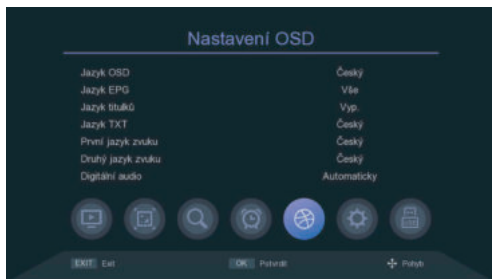 Nastavení OSD
Jazyk OSD Český
Jazyk EPG Vše
Jazyk titulků Vyp.
Jazyk TXT Český
První jazyk zvuku Český
Druhý jazyk zvuku Český
Digitální audio Automaticky
EXIT Exit OK Potvrdit Pohyb